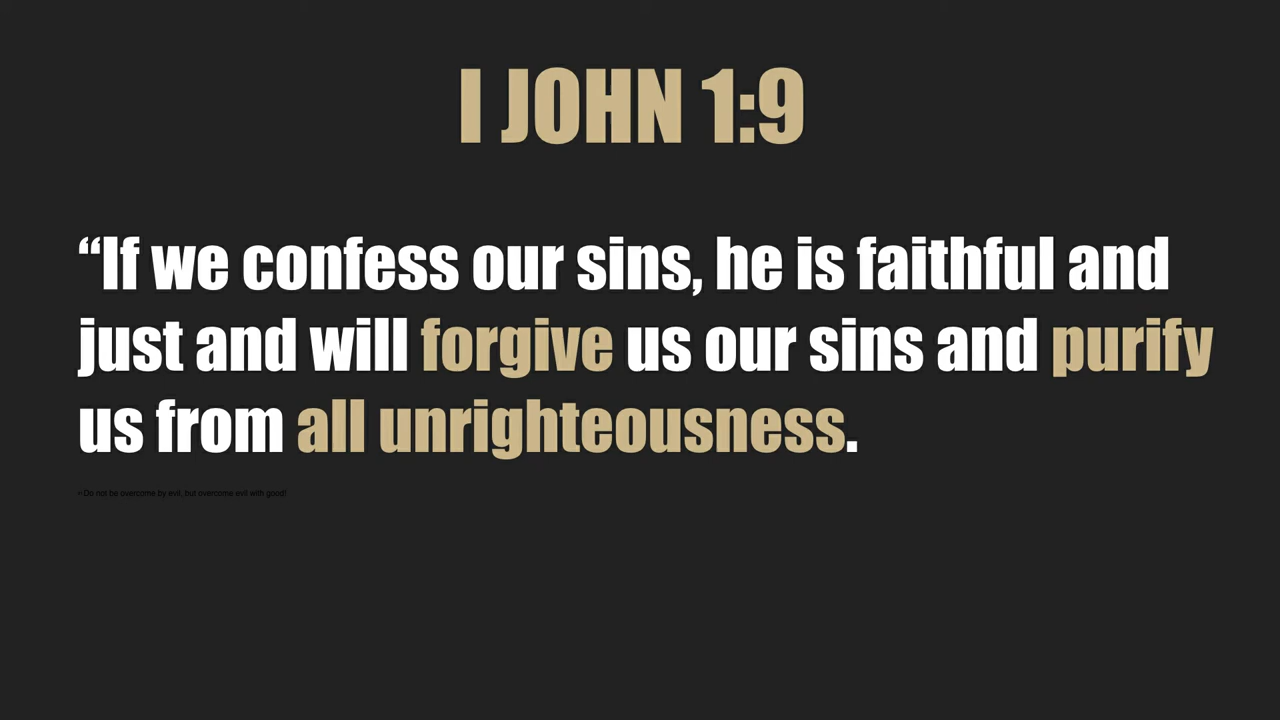 I JOHN 1:9
“If we confess our sins, he is faithful and
just and will forgive us our sins and purify
us from all unrighteousness.
Do not be overcome by evil, but overcome evil with good!